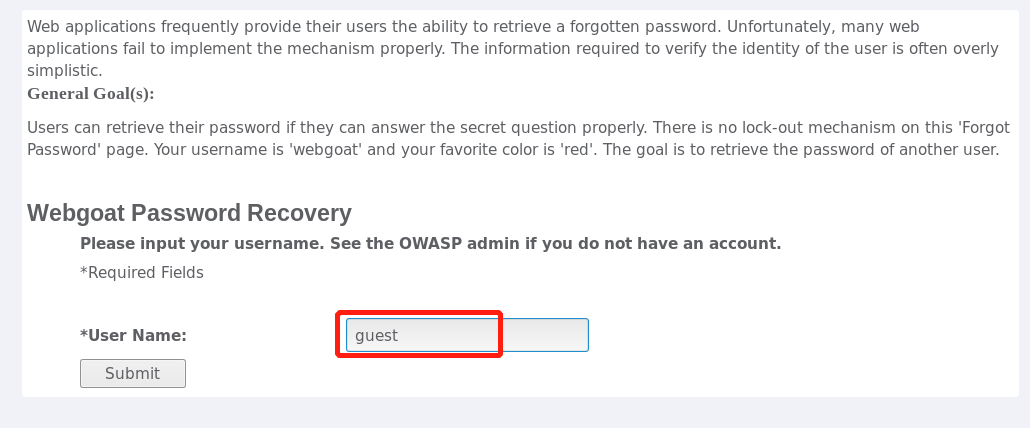 Web applications frequently provide their users the ability to retrieve a forgotten password. Unfortunately, many web
applications fail to implement the mechanism properly. The information required to verify the identity of the user is often overly
simplistic.
General Goal(s):
Users can retrieve their password if they can answer the secret question properly. There is no lock-out mechanism on this 'Forgot
Password' page. Your username is 'webgoat' and your favorite color is 'red'. The goal is to retrieve the password of another user.
Webgoat Password Recovery
Please input your username. See the OWASP admin if you do not have an account.
*Required Fields
*User Name: guest
Submit